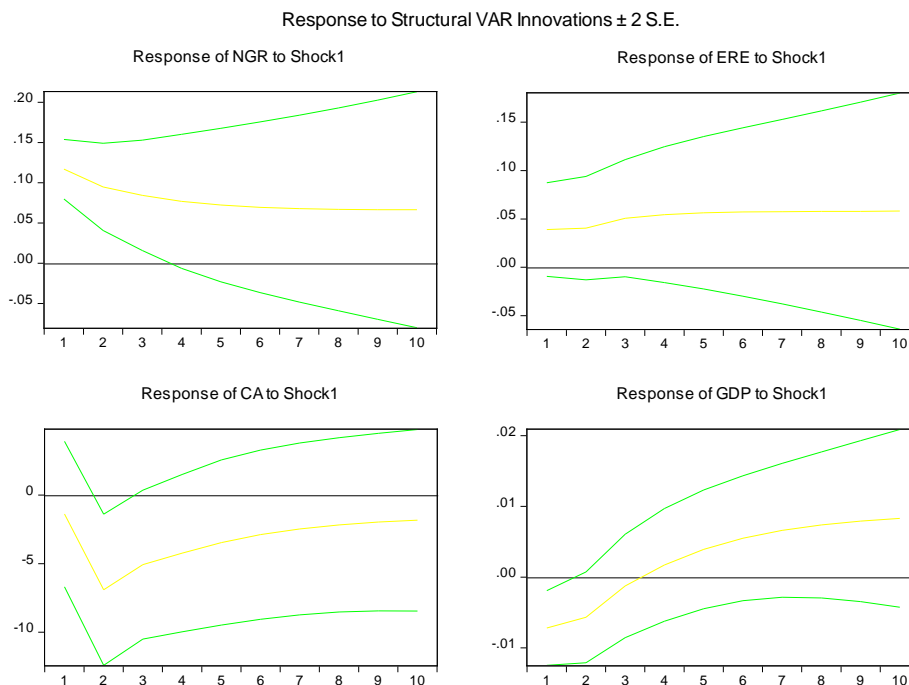 Response to Structural VAR Innovations ± 2 S.E.
Response of NGR to Shock1
.20
.15
.10
.05
.00
-.05
1 2 3 4 5 6 7 8 9 10
Response of ERE to Shock1
.15
.10
.05
.00
-.05
1 2 3 4 5 6 7 8 9 10
Response of CA to Shock1
0
-5
-10
1 2 3 4 5 6 7 8 9 10
Response of GDP to Shock1
.02
.01
.00
-.01
1 2 3 4 5 6 7 8 9 10